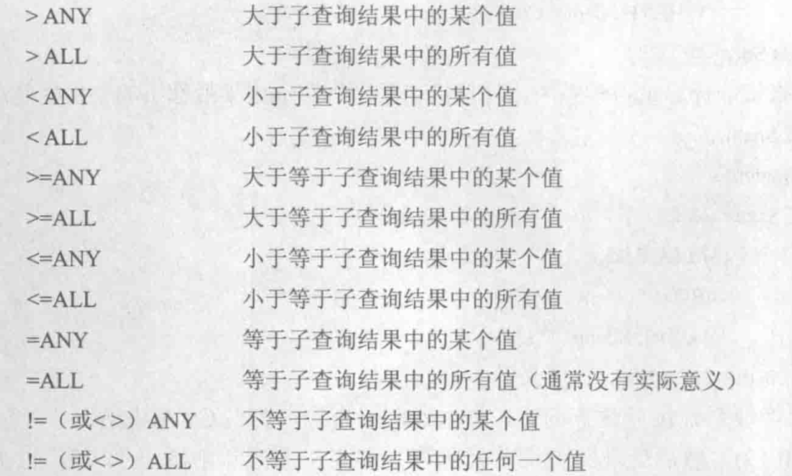 > ANY 大于子查询结果中的某个值
> ALL 大于子查询结果中的所有值
< ANY 小于子查询结果中的某个值
< ALL 小于子查询结果中的所有值
>=ANY 大于等于子查询结果中的某个值
>=ALL 大于等于子查询结果中的所有值
<=ANY 小于等于子查询结果中的某个值
<=ALL 小于等于子查询结果中的所有值
=ANY 等于子查询结果中的某个值
=ALL 等于子查询结果中的所有值（通常没有实际意义）
!=（或<>）ANY 不等于子查询结果中的某个值
!=（或<>）ALL 不等于子查询结果中的任何一个值